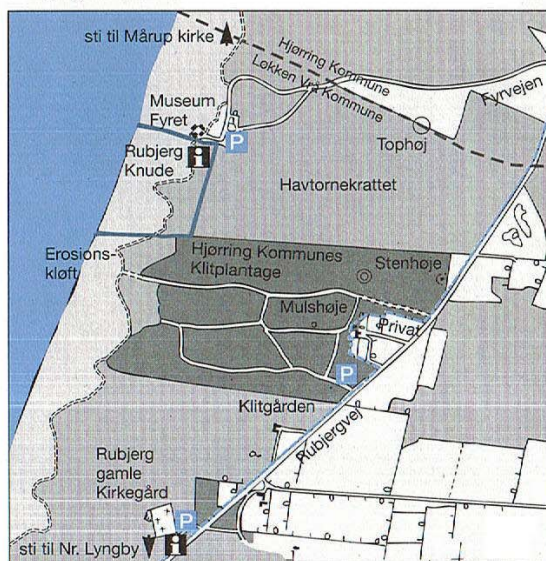 sti til Mårup kirke
Hjørring Kommune
Løkken Vrå Kommune
Fyrvejen
Museum
Fyret
P
Tophøj
Rubjerg
Knude
i
Havtornekrattet
Erosions-
kløft
Hjørring Kommunes
Klitplantage
Stenhøje
Mulshøje
Privat
P
Klitgården
Rubjergvej
Rubjerg
gamle
Kirkegård
P
sti til Nr. Lyngby
i